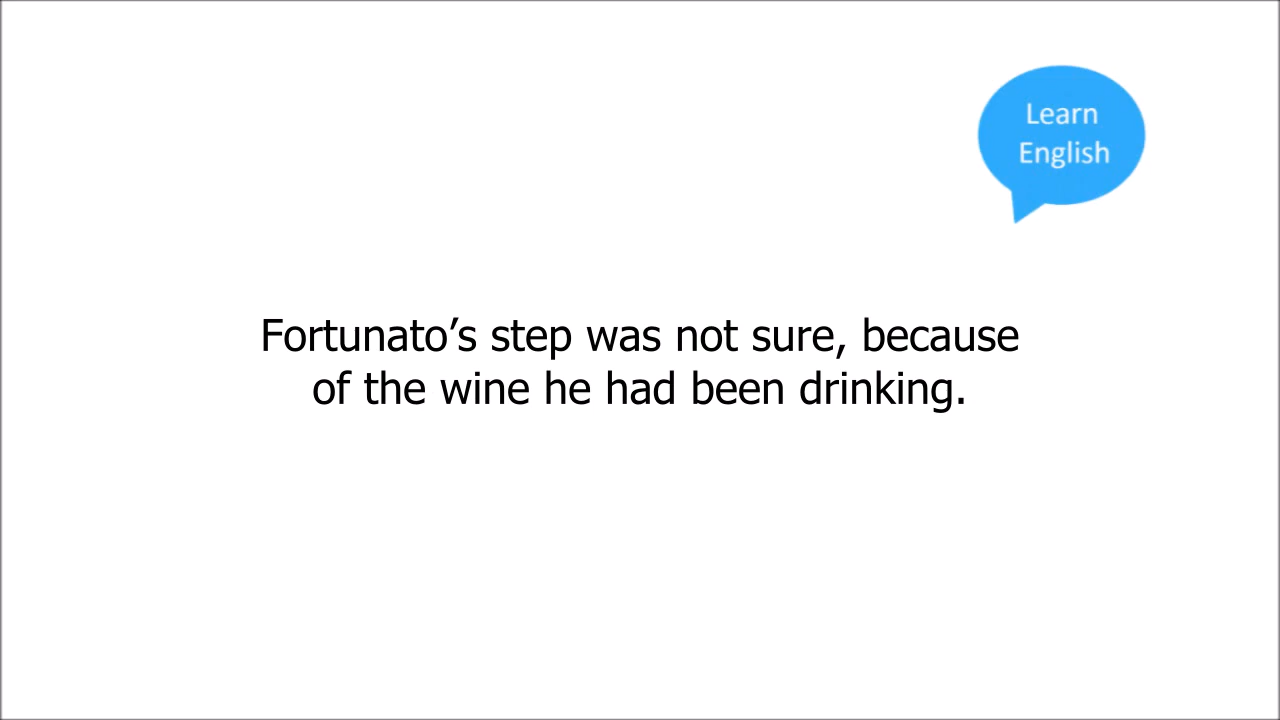 Learn
English
Fortunato’s step was not sure, because
of the wine he had been drinking.